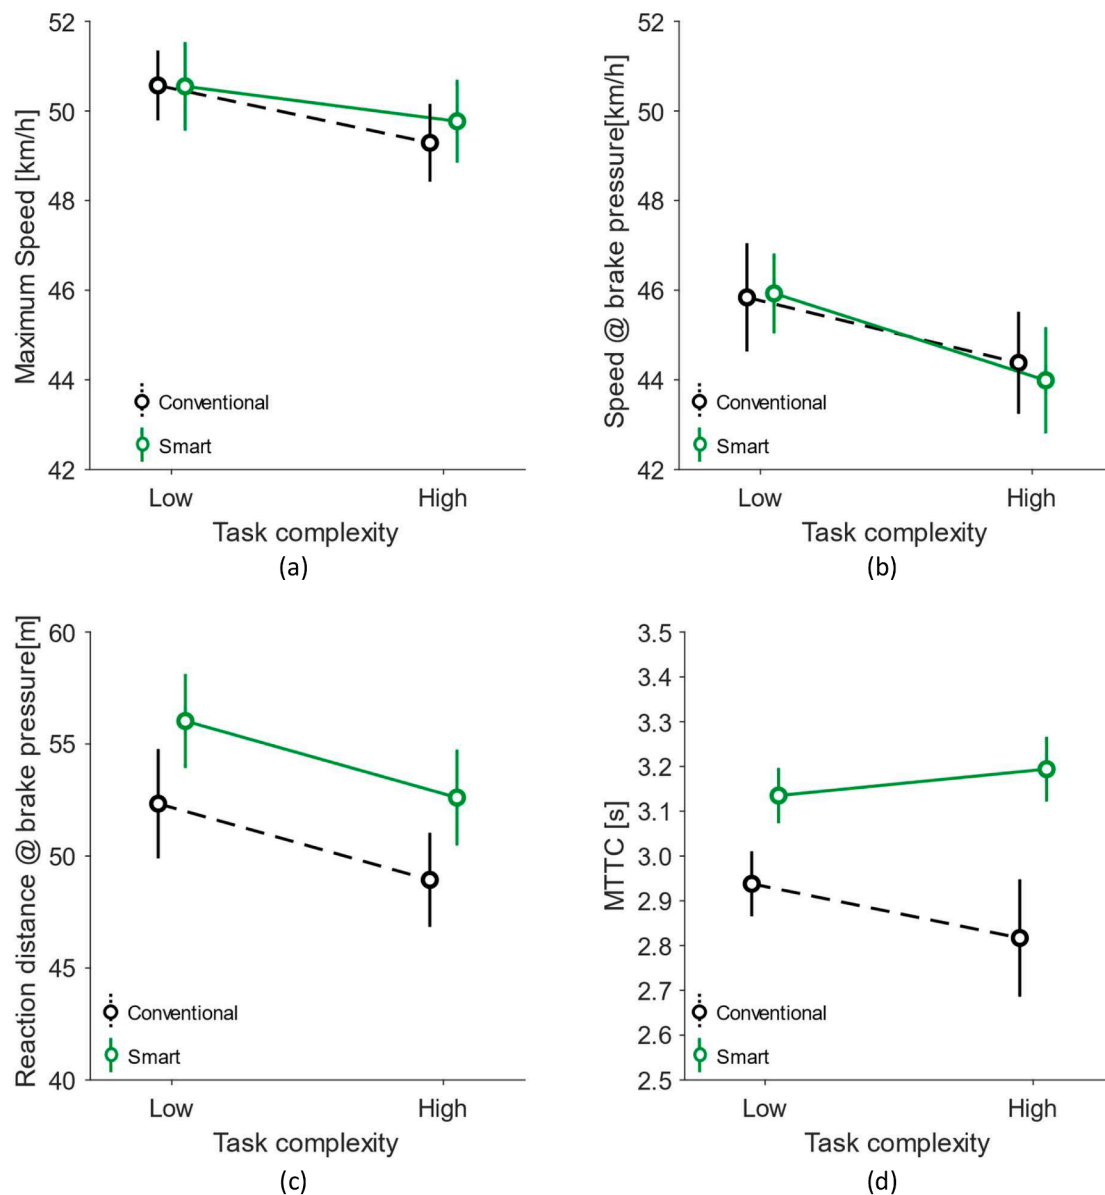 Maximum Speed [km/h]
52
50
48
46
44
42
Conventional
Smart
Low
High
Task complexity
(a)
Speed @ brake pressure[km/h]
52
50
48
46
44
42
Conventional
Smart
Low
High
Task complexity
(b)
Reaction distance @ brake pressure[m]
60
55
50
45
40
Conventional
Smart
Low
High
Task complexity
(c)
MTTC [s]
3.5
3.4
3.3
3.2
3.1
3.0
2.9
2.8
2.7
2.6
2.5
Conventional
Smart
Low
High
Task complexity
(d)